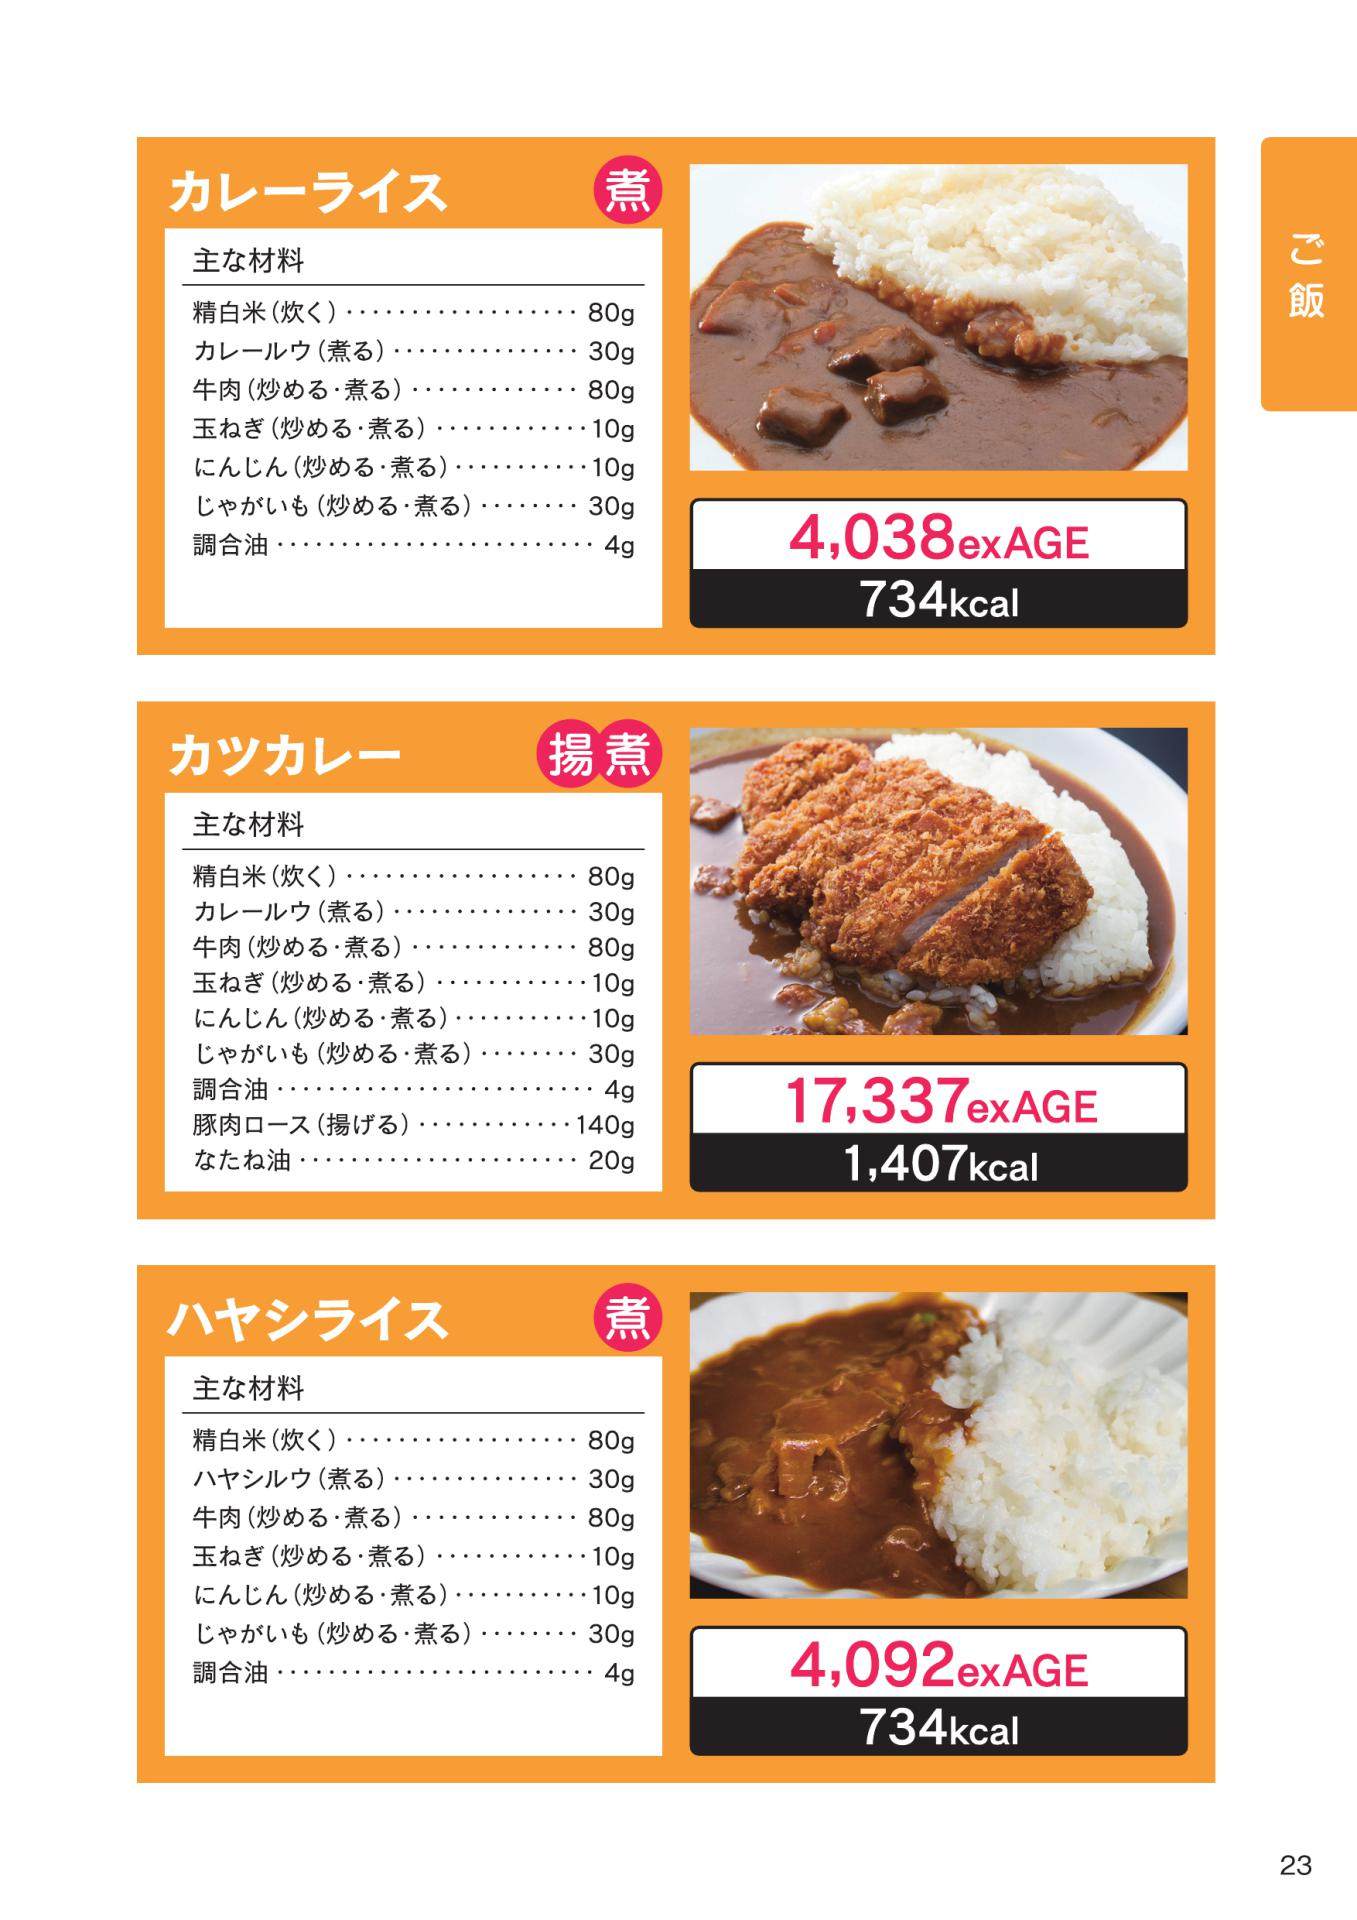 ご飯
カレーライス 煮
主な材料
精白米（炊く）・・・・・・・・・・・・・・・・・・ 80g
カレールウ（煮る）・・・・・・・・・・・・・・・ 30g
牛肉（炒める・煮る）・・・・・・・・・・・・・ 80g
玉ねぎ（炒める・煮る）・・・・・・・・・・・・10g
にんじん（炒める・煮る）・・・・・・・・・・・10g
じゃがいも（炒める・煮る）・・・・・・・・ 30g
調合油・・・・・・・・・・・・・・・・・・・・・・・・・ 4g
4,038exAGE
734kcal
カツカレー 揚 煮
主な材料
精白米（炊く）・・・・・・・・・・・・・・・・・・ 80g
カレールウ（煮る）・・・・・・・・・・・・・・・ 30g
牛肉（炒める・煮る）・・・・・・・・・・・・・ 80g
玉ねぎ（炒める・煮る）・・・・・・・・・・・・10g
にんじん（炒める・煮る）・・・・・・・・・・・10g
じゃがいも（炒める・煮る）・・・・・・・・ 30g
調合油・・・・・・・・・・・・・・・・・・・・・・・・・ 4g
豚肉ロース（揚げる）・・・・・・・・・・・・140g
なたね油・・・・・・・・・・・・・・・・・・・・・・ 20g
17,337exAGE
1,407kcal
ハヤシライス 煮
主な材料
精白米（炊く）・・・・・・・・・・・・・・・・・・ 80g
ハヤシルウ（煮る）・・・・・・・・・・・・・・・ 30g
牛肉（炒める・煮る）・・・・・・・・・・・・・ 80g
玉ねぎ（炒める・煮る）・・・・・・・・・・・・10g
にんじん（炒める・煮る）・・・・・・・・・・・10g
じゃがいも（炒める・煮る）・・・・・・・・ 30g
調合油・・・・・・・・・・・・・・・・・・・・・・・・・ 4g
4,092exAGE
734kcal
23